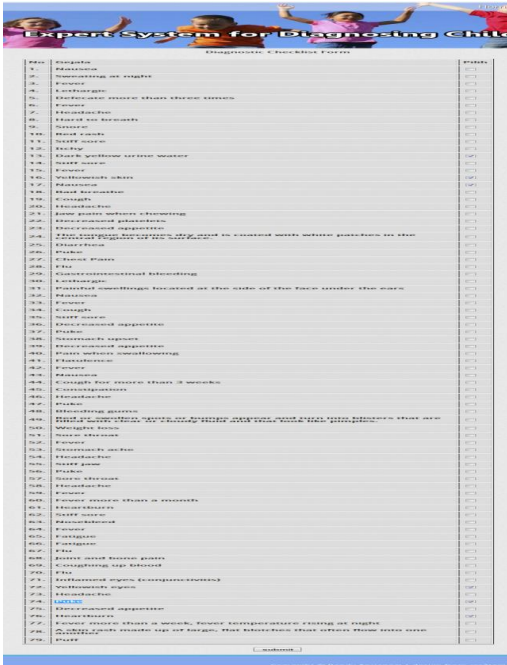 Expert System for Diagnosing Chil
Diagnostic Checklist Form
No Gejala Pilih
1. Nausea
2. Sweating at night
3. Fever
4. Lethargic
5. Defecate more than three times
6. Fever
7. Headache
8. Hard to breath
9. Snore
10. Red rash
11. Stiff sore
12. Itchy
13. Dark yellow urine water
14. Stiff sore
15. Fever
16. Yellowish skin
17. Nausea
18. Bad breathe
19. Cough
20. Headache
21. Jaw pain when chewing
22. Decreased platelets
23. Decreased appetite
24. The tongue becomes dry and is coated with white patches in the
central region of its surface.
25. Diarrhea
26. Puke
27. Chest Pain
28. Flu
29. Gastrointestinal bleeding
30. Lethargic
31. Painful swellings located at the side of the face under the ears
32. Nausea
33. Fever
34. Cough
35. Stiff sore
36. Decreased appetite
37. Puke
38. Stomach upset
39. Decreased appetite
40. Pain when swallowing
41. Flatulence
42. Fever
43. Nausea
44. Cough for more than 3 weeks
45. Constipation
46. Headache
47. Puke
48. Bleeding gums
49. Red or swollen spots or bumps appear and turn into blisters that are
filled with clear or cloudy fluid and that look like pimples.
50. Weight loss
51. Sore throat
52. Fever
53. Stomach ache
54. Headache
55. Stiff jaw
56. Puke
57. Sore throat
58. Headache
59. Fever
60. Fever more than a month
61. Heartburn
62. Stiff sore
63. Nosebleed
64. Fever
65. Fatigue
66. Fatigue
67. Flu
68. Joint and bone pain
69. Coughing up blood
70. Flu
71. Inflamed eyes (conjunctivitis)
72. Yellowish eyes
73. Headache
74. Puke
75. Decreased appetite
76. Heartburn
77. Fever more than a week, fever temperature rising at night
78. A skin rash made up of large, flat blotches that often flow into one
another
79. Puff
submit